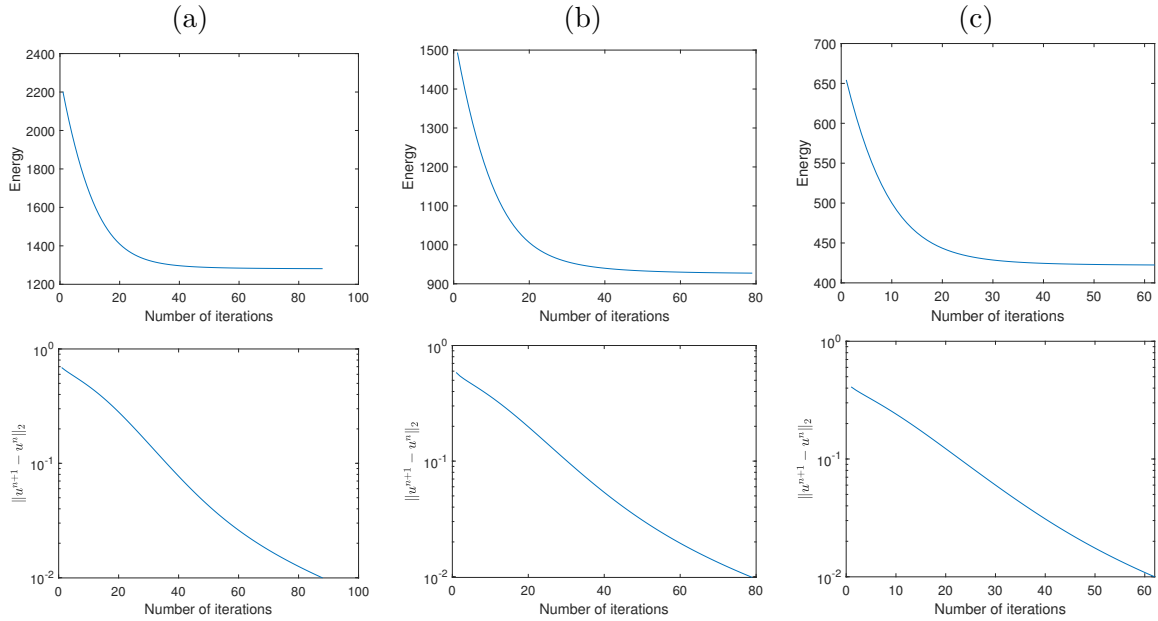 (a)
2400
2200
2000
1800
1600
1400
1200
Energy
0 20 40 60 80 100
Number of iterations
(b)
1500
1400
1300
1200
1100
1000
900
Energy
0 20 40 60 80
Number of iterations
(c)
700
650
600
550
500
450
400
Energy
0 10 20 30 40 50 60
Number of iterations
10^0
10^-1
10^-2
||u^{n+1} − u^n||_2
0 20 40 60 80 100
Number of iterations
10^0
10^-1
10^-2
||u^{n+1} − u^n||_2
0 20 40 60 80
Number of iterations
10^0
10^-1
10^-2
||u^{n+1} − u^n||_2
0 10 20 30 40 50 60
Number of iterations